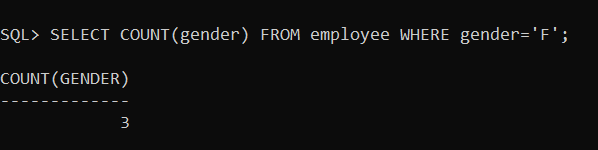 SQL> SELECT COUNT(gender) FROM employee WHERE gender='F';
COUNT(GENDER)
-------------
3